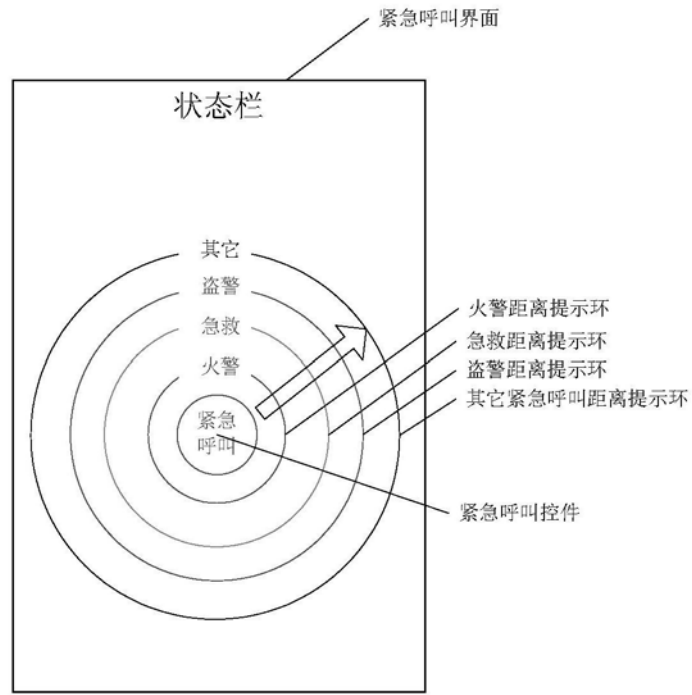 紧急呼叫界面
状态栏
其它
盗警
急救
火警
紧急
呼叫
火警距离提示环
急救距离提示环
盗警距离提示环
其它紧急呼叫距离提示环
紧急呼叫控件